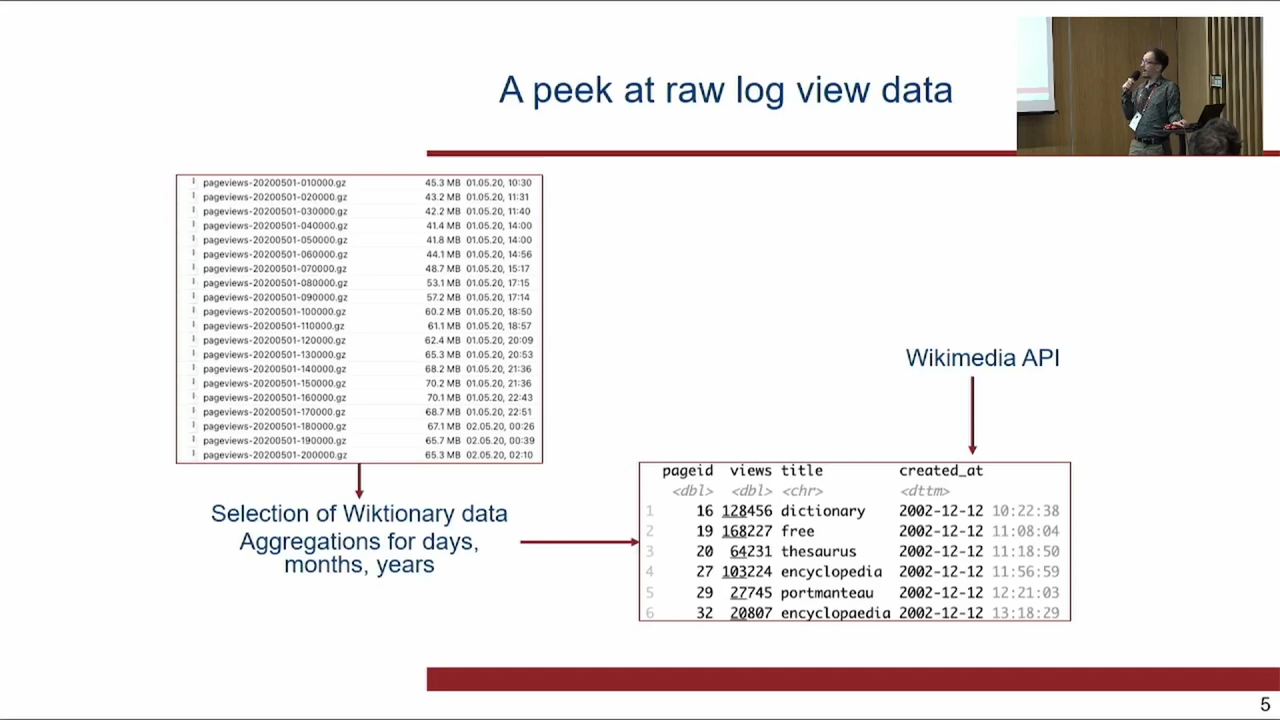 A peek at raw log view data
pageviews-20200501-010000.gz 45.3 MB 01.05.20, 10:30
pageviews-20200501-020000.gz 43.2 MB 01.05.20, 11:31
pageviews-20200501-030000.gz 42.2 MB 01.05.20, 11:40
pageviews-20200501-040000.gz 41.4 MB 01.05.20, 14:00
pageviews-20200501-050000.gz 41.8 MB 01.05.20, 14:00
pageviews-20200501-060000.gz 44.1 MB 01.05.20, 14:56
pageviews-20200501-070000.gz 48.7 MB 01.05.20, 15:17
pageviews-20200501-080000.gz 53.1 MB 01.05.20, 17:15
pageviews-20200501-090000.gz 57.2 MB 01.05.20, 17:14
pageviews-20200501-100000.gz 60.2 MB 01.05.20, 18:50
pageviews-20200501-110000.gz 61.1 MB 01.05.20, 18:57
pageviews-20200501-120000.gz 62.4 MB 01.05.20, 20:09
pageviews-20200501-130000.gz 65.3 MB 01.05.20, 20:53
pageviews-20200501-140000.gz 68.2 MB 01.05.20, 21:36
pageviews-20200501-150000.gz 70.2 MB 01.05.20, 21:36
pageviews-20200501-160000.gz 70.1 MB 01.05.20, 22:43
pageviews-20200501-170000.gz 68.7 MB 01.05.20, 22:51
pageviews-20200501-180000.gz 67.1 MB 02.05.20, 00:26
pageviews-20200501-190000.gz 65.7 MB 02.05.20, 00:39
pageviews-20200501-200000.gz 65.3 MB 02.05.20, 02:10
Selection of Wiktionary data
Aggregations for days,
months, years
Wikimedia API
pageid views title created_at
<dbl> <dbl> <chr> <dttm>
1 16 128456 dictionary 2002-12-12 10:22:38
2 19 168227 free 2002-12-12 11:08:04
3 20 64231 thesaurus 2002-12-12 11:18:50
4 27 103224 encyclopedia 2002-12-12 11:56:59
5 29 27745 portmanteau 2002-12-12 12:21:03
6 32 20807 encyclopaedia 2002-12-12 13:18:29
5